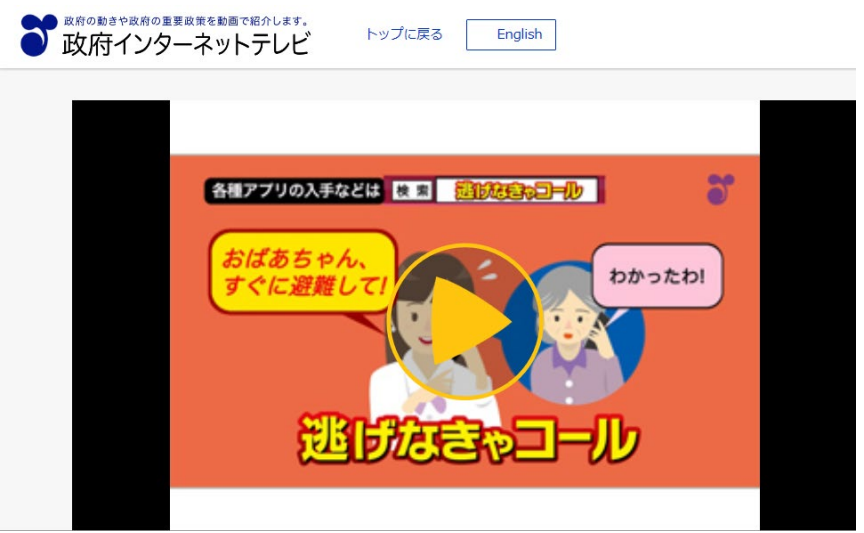 政府の動きや政府の重要政策を動画で紹介します。
政府インターネットテレビ
トップに戻る
English
各種アプリの入手などは 検索 逃げなきゃコール
おばあちゃん、
すぐに避難して!
わかったわ!
逃げなきゃコール